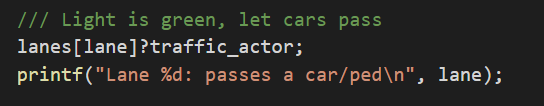 /// Light is green, let cars pass
lanes[lane]?traffic_actor;
printf("Lane %d: passes a car/ped\n", lane);